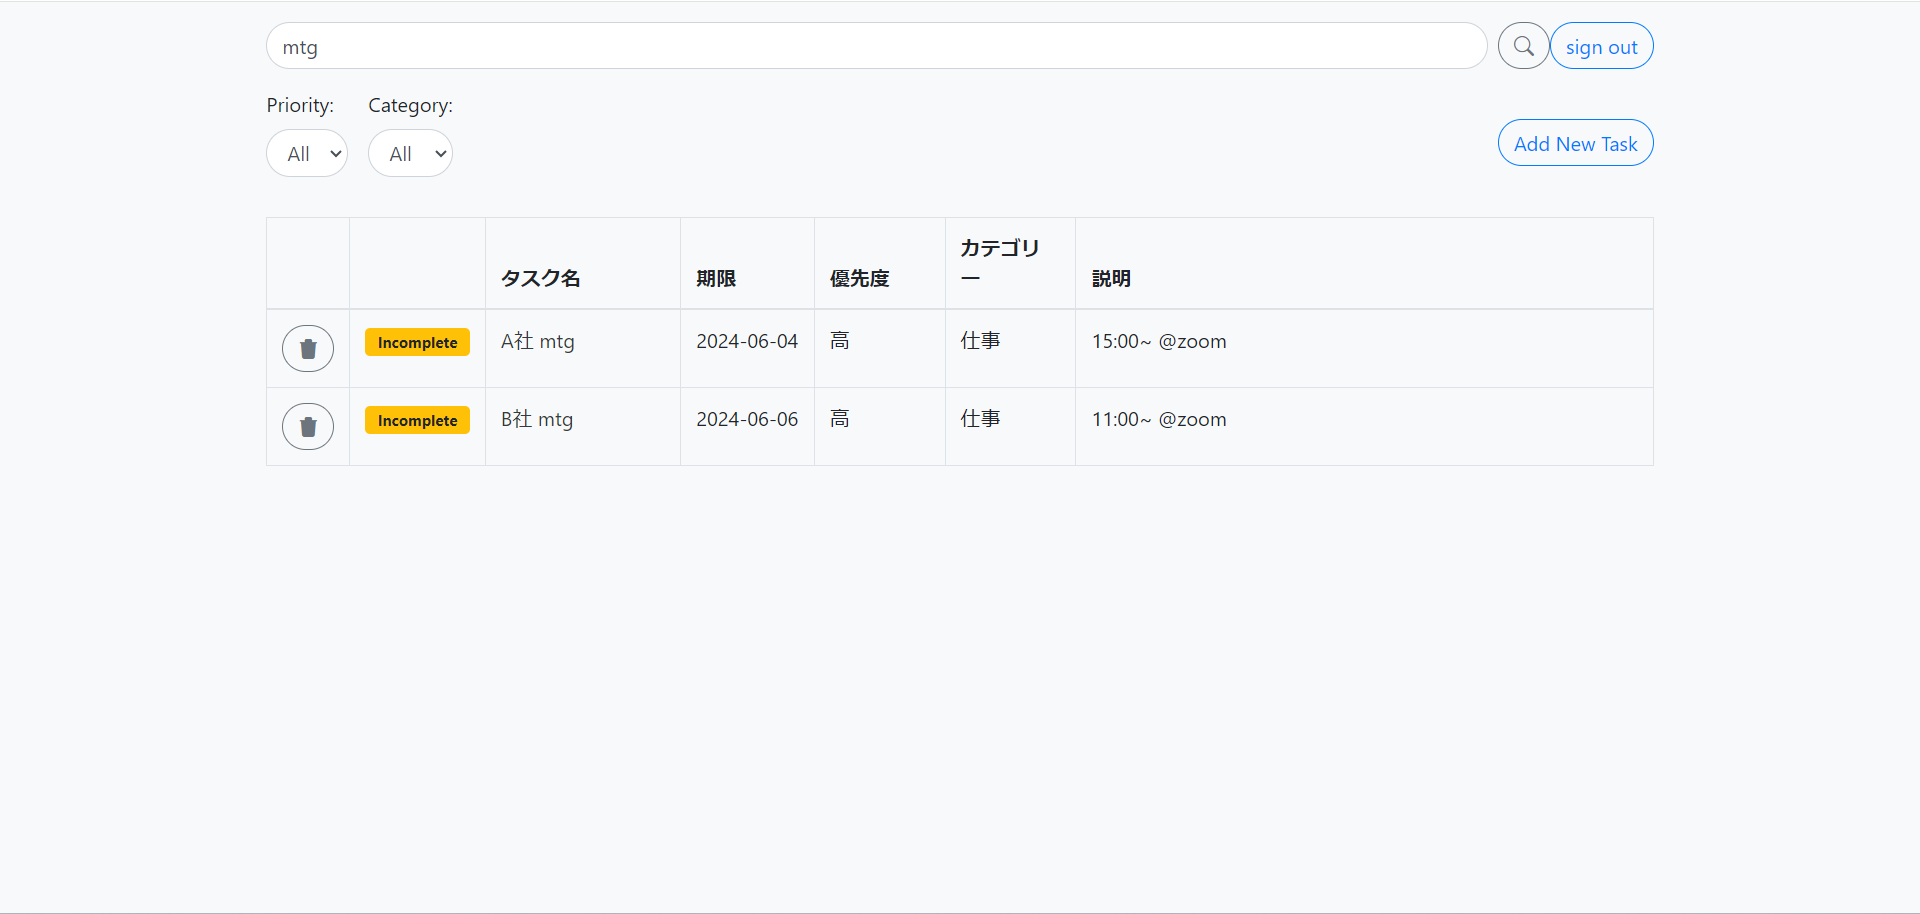 mtg
sign out
Priority: Category:
All All
Add New Task
タスク名 期限 優先度 カテゴリ
ー 説明
Incomplete A社 mtg 2024-06-04 高 仕事 15:00~ @zoom
Incomplete B社 mtg 2024-06-06 高 仕事 11:00~ @zoom